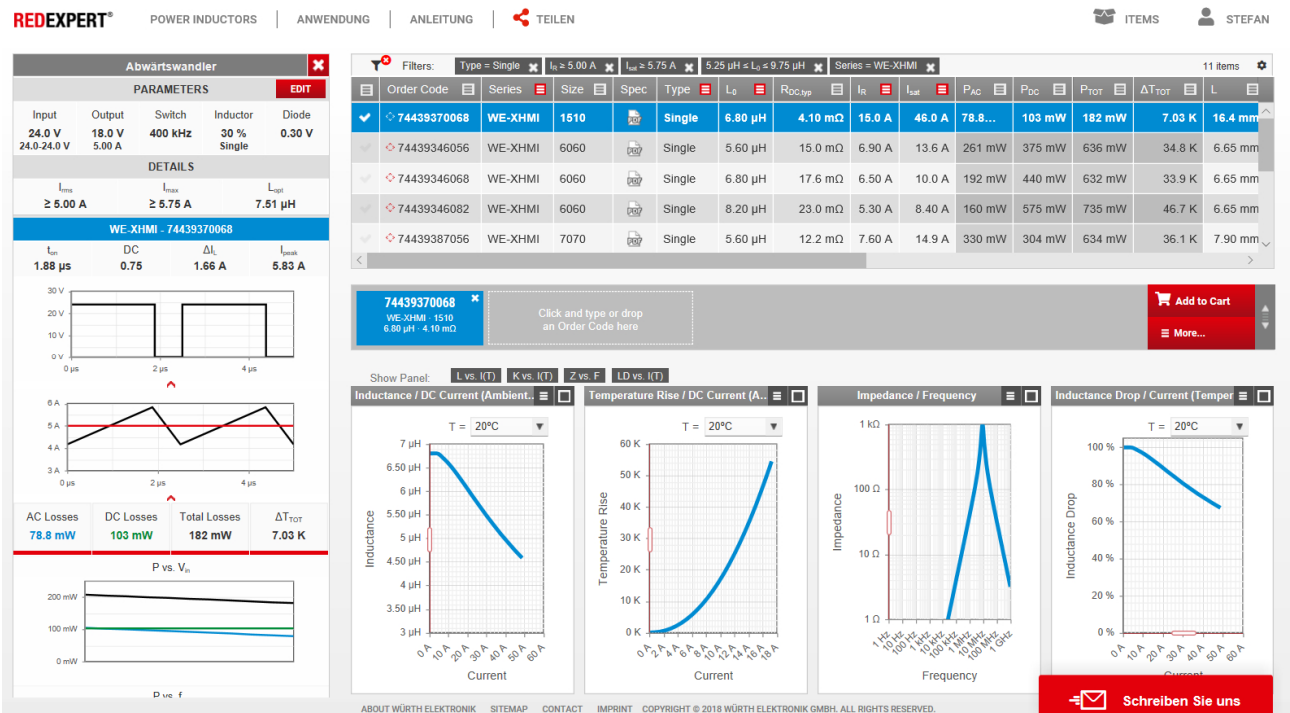 REDEXPERT®
POWER INDUCTORS
ANWENDUNG
ANLEITUNG
TEILEN
ITEMS
STEFAN
Abwärtswandler
PARAMETERS EDIT
Input Output Switch Inductor Diode
24.0 V 18.0 V 400 kHz 30 % 0.30 V
24.0-24.0 V 5.00 A Single
DETAILS
Irms Imax Lopt
≥ 5.00 A ≥ 5.75 A 7.51 µH
WE-XHMI - 74439370068
ton DC ΔIL Ipeak
1.88 µs 0.75 1.66 A 5.83 A
30 V
20 V
10 V
0 V
0 µs 2 µs 4 µs
6 A
5 A
4 A
3 A
0 µs 2 µs 4 µs
AC Losses DC Losses Total Losses ΔTTOT
78.8 mW 103 mW 182 mW 7.03 K
P vs. Vin
200 mW
100 mW
0 mW
P vs. f
Filters: Type = Single IR ≥ 5.00 A Isat ≥ 5.75 A 5.25 µH ≤ L0 ≤ 9.75 µH Series = WE-XHMI 11 items
Order Code Series Size Spec Type L0 RDC,typ IR Isat PAC PDC PTOT ΔTTOT L
74439370068 WE-XHMI 1510 Single 6.80 µH 4.10 mΩ 15.0 A 46.0 A 78.8... 103 mW 182 mW 7.03 K 16.4 mm
74439346056 WE-XHMI 6060 Single 5.60 µH 15.0 mΩ 6.90 A 13.6 A 261 mW 375 mW 636 mW 34.8 K 6.65 mm
74439346068 WE-XHMI 6060 Single 6.80 µH 17.6 mΩ 6.50 A 10.0 A 192 mW 440 mW 632 mW 33.9 K 6.65 mm
74439346082 WE-XHMI 6060 Single 8.20 µH 23.0 mΩ 5.30 A 8.40 A 160 mW 575 mW 735 mW 46.7 K 6.65 mm
74439387056 WE-XHMI 7070 Single 5.60 µH 12.2 mΩ 7.60 A 14.9 A 330 mW 304 mW 634 mW 36.1 K 7.90 mm
74439370068
WE-XHMI · 1510
6.80 µH · 4.10 mΩ
Click and type or drop
an Order Code here
Add to Cart
More...
Show Panel: L vs. I(T) K vs. I(T) Z vs. F LD vs. I(T)
Inductance / DC Current (Ambient..
T = 20°C
7 µH
6.50 µH
6 µH
5.50 µH
5 µH
4.50 µH
4 µH
3.50 µH
3 µH
Inductance
0 A 10 A 20 A 30 A 40 A 50 A 60 A
Current
Temperature Rise / DC Current (A..
T = 20°C
60 K
50 K
40 K
30 K
20 K
10 K
0 K
Temperature Rise
0 A 2 A 4 A 6 A 8 A 10 A 12 A 14 A 16 A 18 A
Current
Impedance / Frequency
1 kΩ
100 Ω
10 Ω
1 Ω
Impedance
1 Hz 10 Hz 100 Hz 1 kHz 10 kHz 100 kHz 1 MHz 10 MHz 100 MHz 1 GHz
Frequency
Inductance Drop / Current (Temper
T = 20°C
100 %
80 %
60 %
40 %
20 %
0 %
Inductance Drop
0 A 10 A 20 A 30 A 40 A 50 A 60 A
Schreiben Sie uns
ABOUT WÜRTH ELEKTRONIK SITEMAP CONTACT IMPRINT COPYRIGHT © 2018 WÜRTH ELEKTRONIK GMBH. ALL RIGHTS RESERVED.